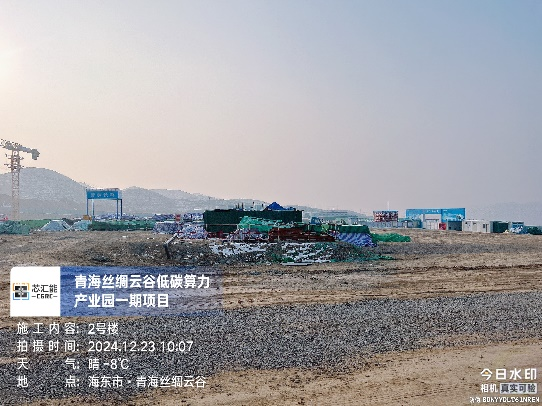 芯汇能
青海丝绸云谷低碳算力
产业园一期项目
施工内容：2号楼
拍摄时间：2024.12.23 10:07
天气：晴 -8℃
地点：海东市·青海丝绸云谷
今日水印
相机 真实可验